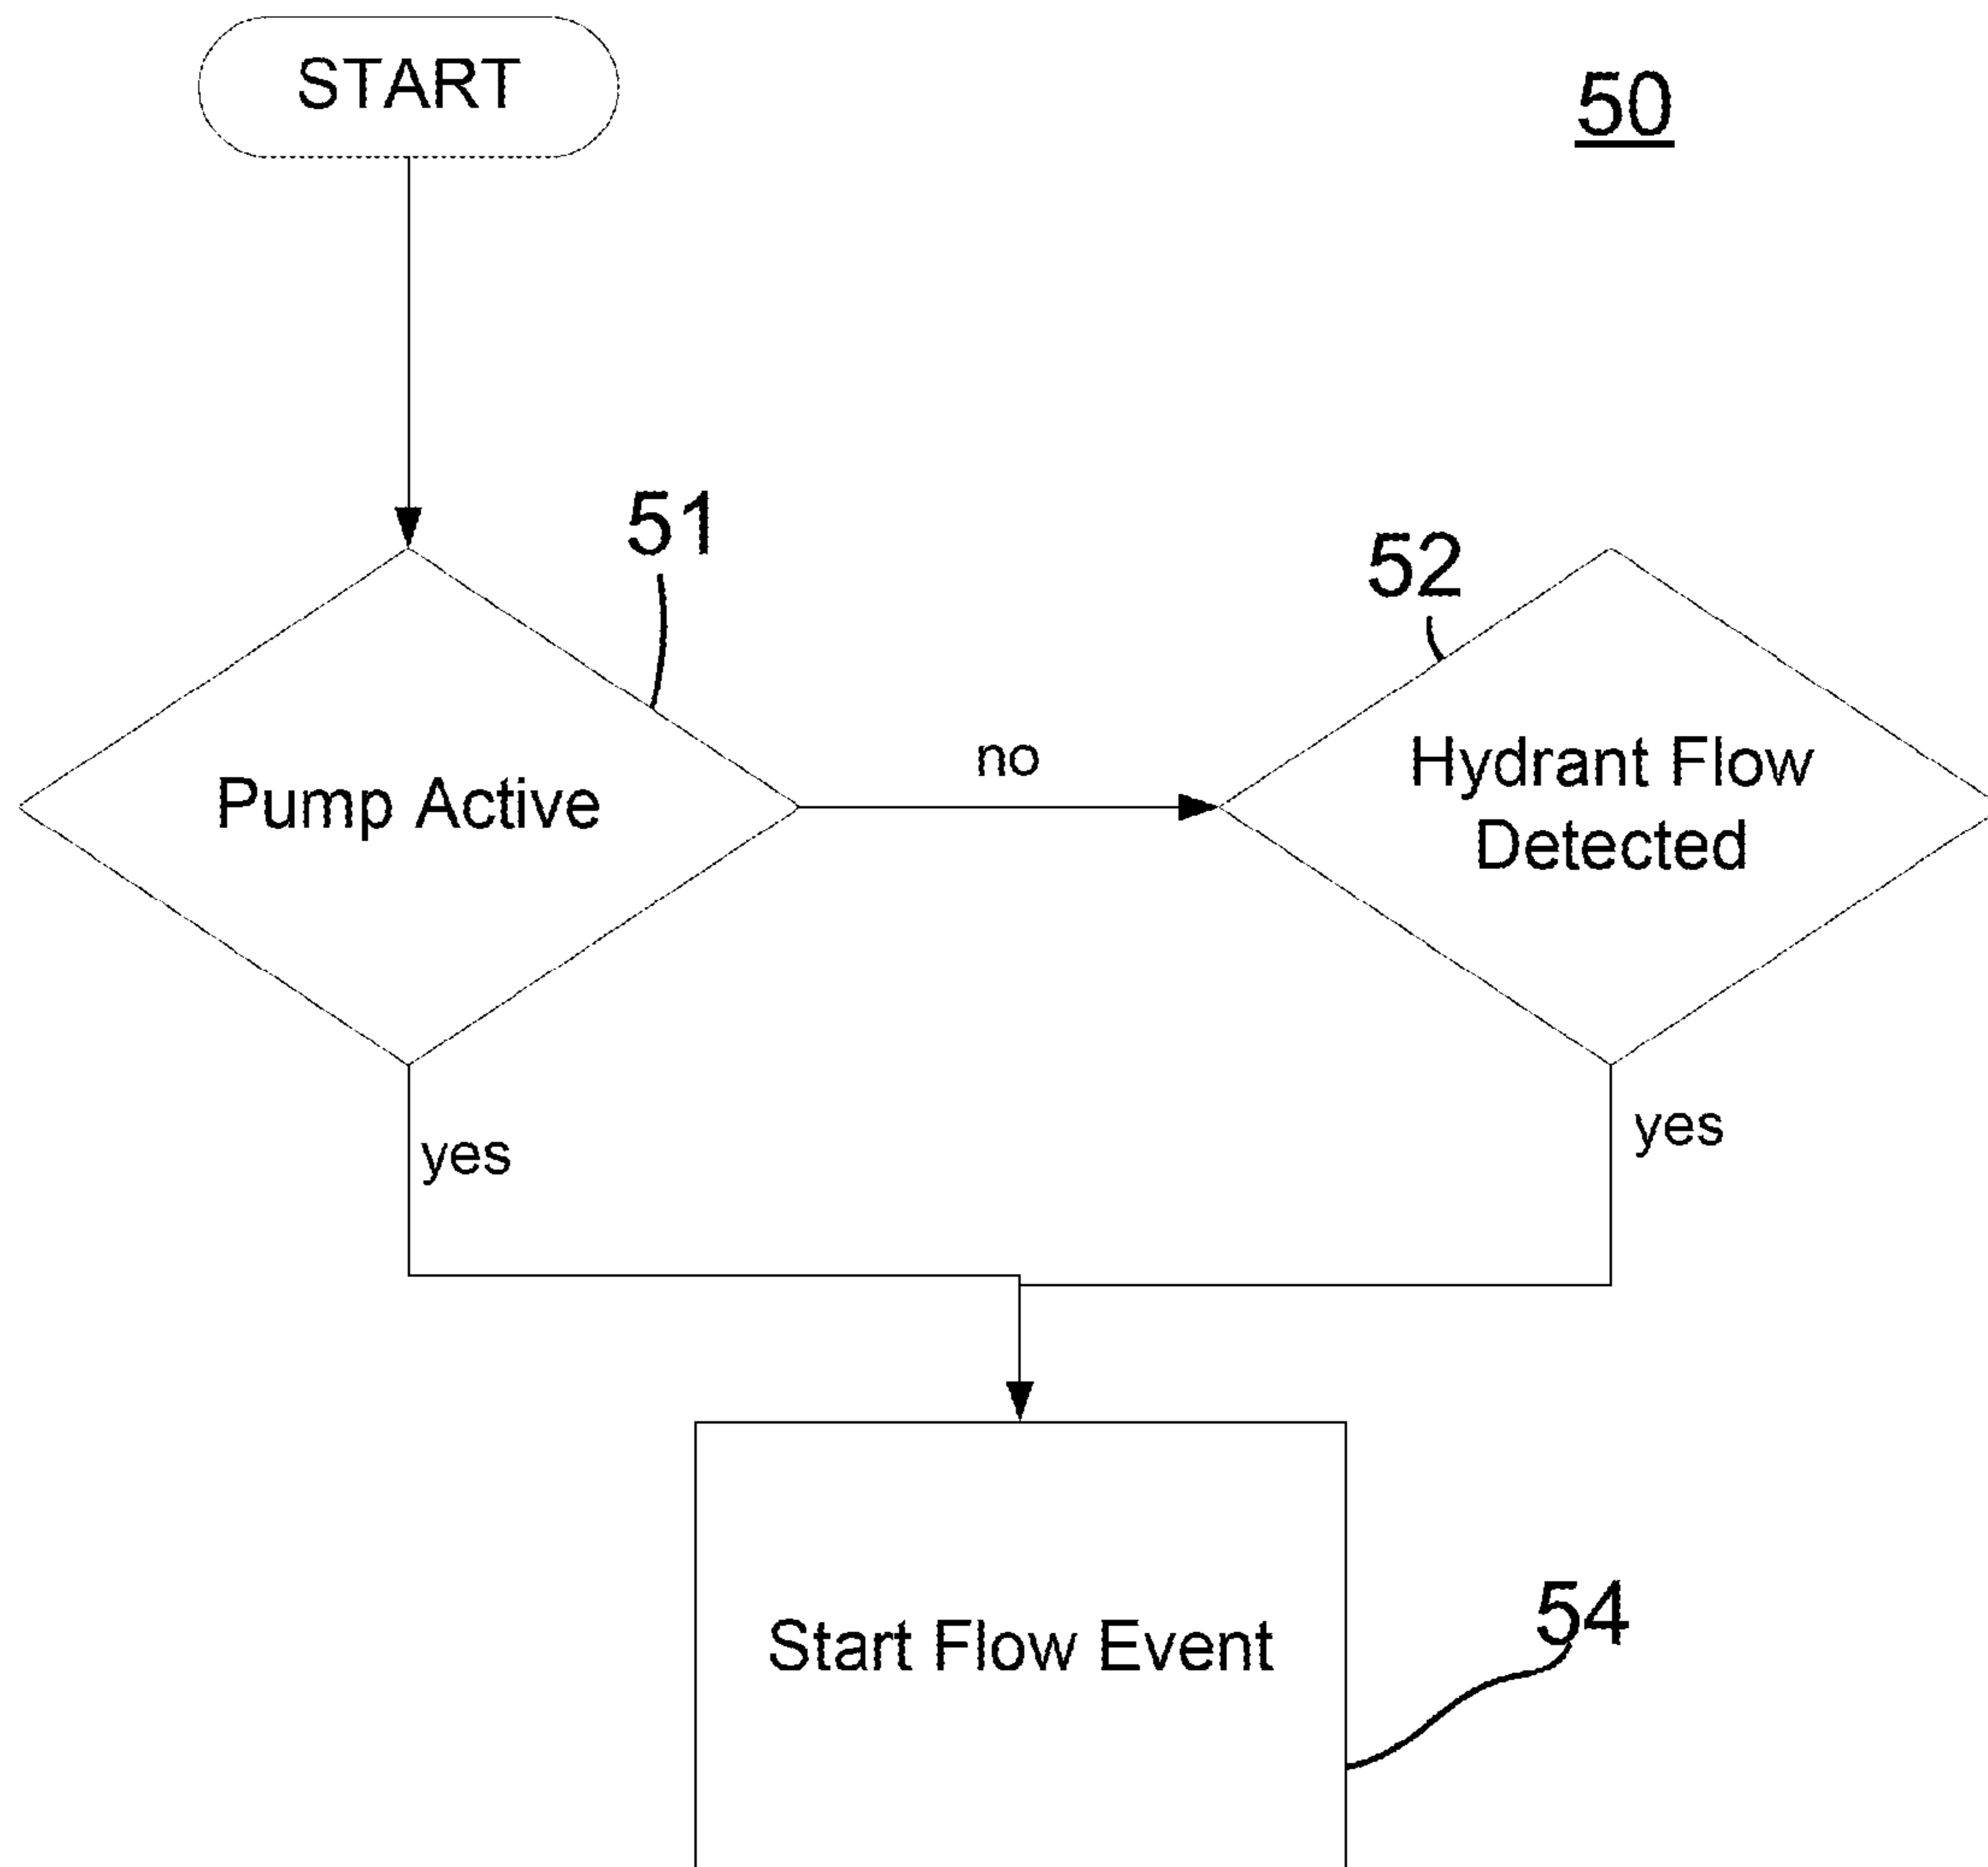 START
50
51
52
Pump Active
no
Hydrant Flow
Detected
yes
yes
Start Flow Event
54